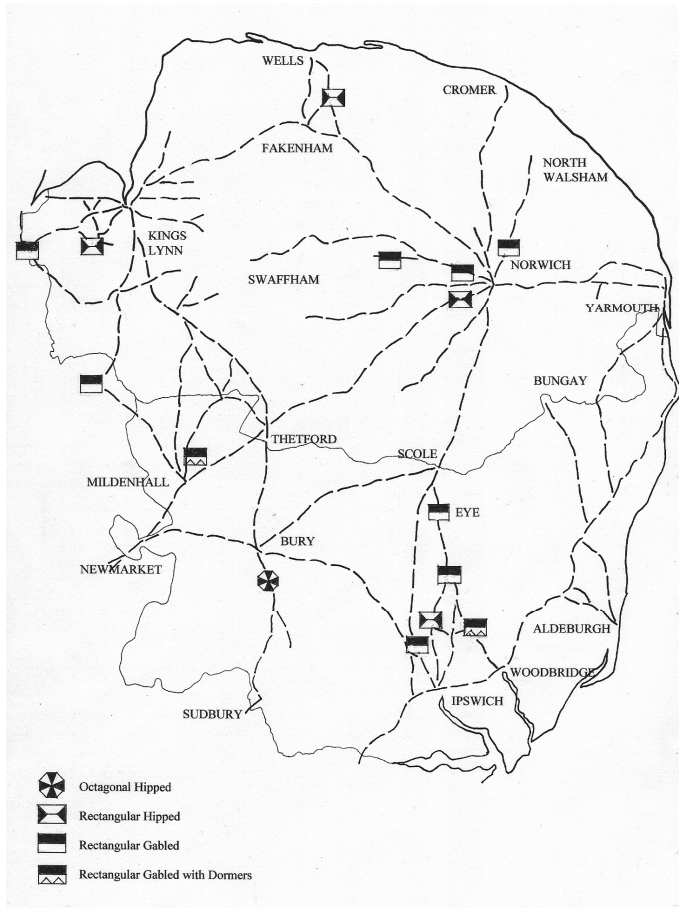 WELLS
CROMER
FAKENHAM
NORTH
WALSHAM
KINGS
LYNN
SWAFFHAM
NORWICH
YARMOUTH
BUNGAY
THETFORD
SCOLE
MILDENHALL
EYE
BURY
NEWMARKET
ALDEBURGH
WOODBRIDGE
IPSWICH
SUDBURY
Octagonal Hipped
Rectangular Hipped
Rectangular Gabled
Rectangular Gabled with Dormers